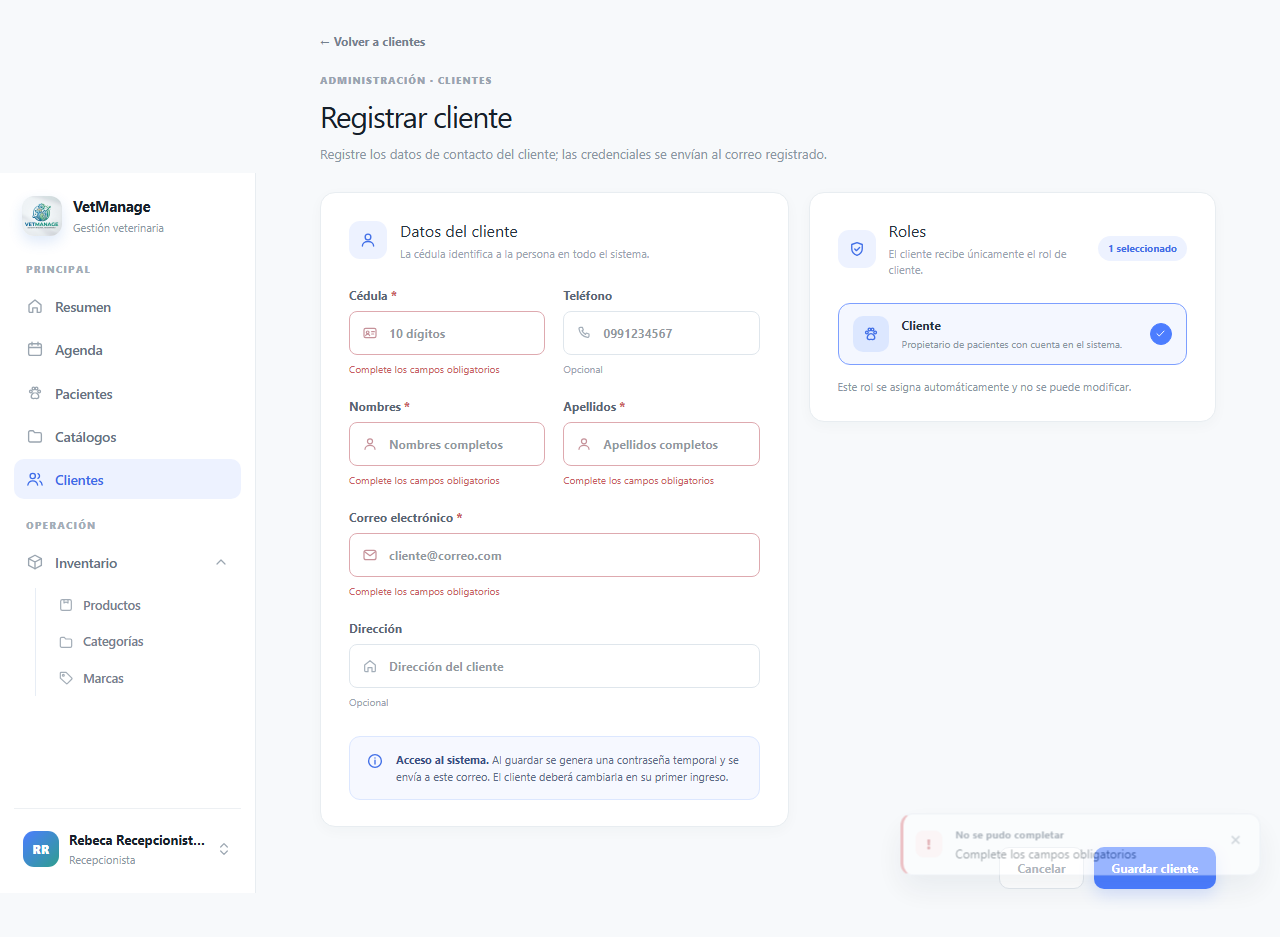 ← Volver a clientes
ADMINISTRACIÓN · CLIENTES
Registrar cliente
Registre los datos de contacto del cliente; las credenciales se envían al correo registrado.
VETMANAGE
VetManage
Gestión veterinaria
PRINCIPAL
Resumen
Agenda
Pacientes
Catálogos
Clientes
OPERACIÓN
Inventario
Productos
Categorías
Marcas
RR
Rebeca Recepcionist...
Recepcionista
Datos del cliente
La cédula identifica a la persona en todo el sistema.
Cédula *
Teléfono
10 dígitos
0991234567
Complete los campos obligatorios
Opcional
Nombres *
Apellidos *
Nombres completos
Apellidos completos
Complete los campos obligatorios
Complete los campos obligatorios
Correo electrónico *
cliente@correo.com
Complete los campos obligatorios
Dirección
Dirección del cliente
Opcional
Acceso al sistema. Al guardar se genera una contraseña temporal y se
envía a este correo. El cliente deberá cambiarla en su primer ingreso.
Roles
El cliente recibe únicamente el rol de
cliente.
1 seleccionado
Cliente
Propietario de pacientes con cuenta en el sistema.
Este rol se asigna automáticamente y no se puede modificar.
No se pudo completar
Complete los campos obligatorios
Cancelar
Guardar cliente